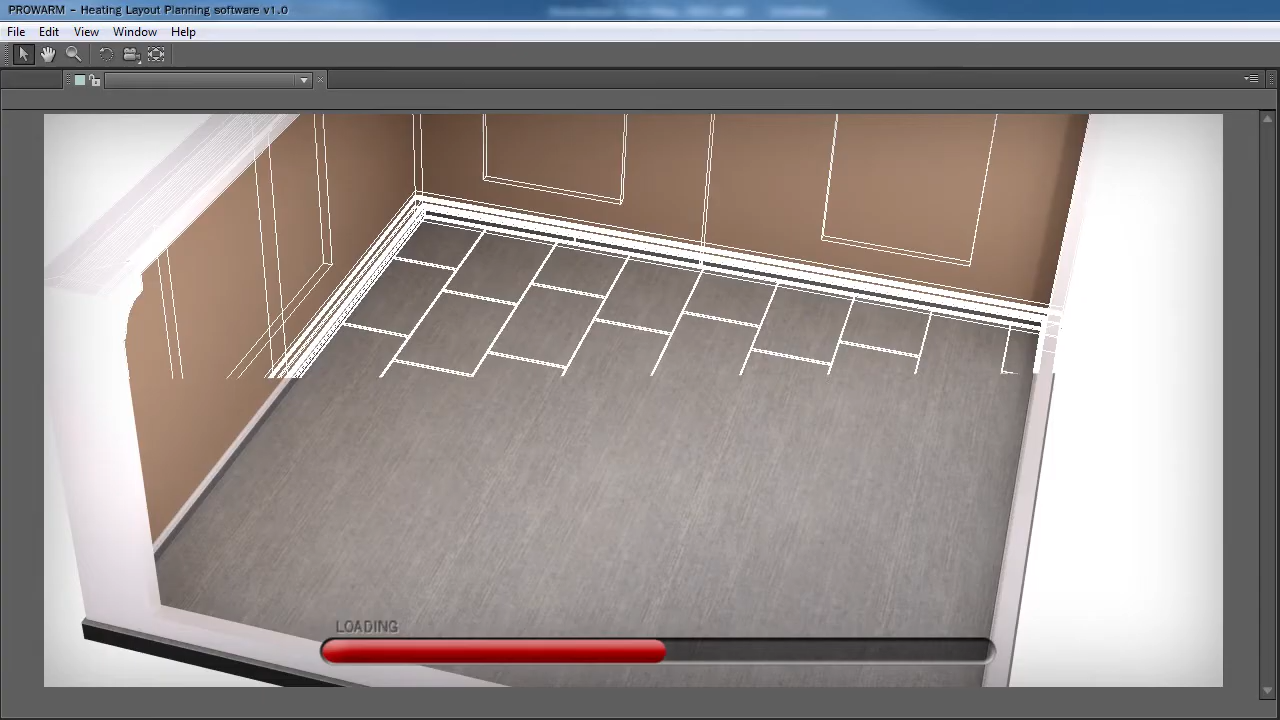 PROWARM – Heating Layout Planning software v1.0
File Edit View Window Help
LOADING